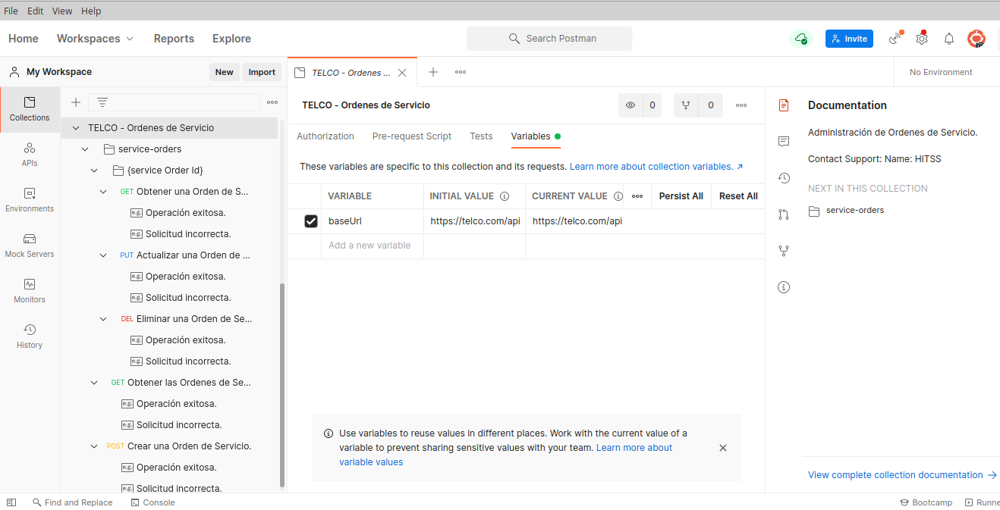 File Edit View Help
Home Workspaces Reports Explore Search Postman Invite
My Workspace New Import
TELCO - Ordenes ... No Environment
Collections
APIs
Environments
Mock Servers
Monitors
History
TELCO - Ordenes de Servicio
service-orders
{service Order Id}
GET Obtener una Orden de S...
e.g. Operación exitosa.
e.g. Solicitud incorrecta.
PUT Actualizar una Orden de ...
e.g. Operación exitosa.
e.g. Solicitud incorrecta.
DEL Eliminar una Orden de Se...
e.g. Operación exitosa.
e.g. Solicitud incorrecta.
GET Obtener las Ordenes de Se...
e.g. Operación exitosa.
e.g. Solicitud incorrecta.
POST Crear una Orden de Servicio.
e.g. Operación exitosa.
e.g. Solicitud incorrecta.
TELCO - Ordenes de Servicio 0 0
Authorization Pre-request Script Tests Variables
These variables are specific to this collection and its requests. Learn more about collection variables. ↗
VARIABLE INITIAL VALUE CURRENT VALUE Persist All Reset All
baseUrl https://telco.com/api https://telco.com/api
Add a new variable
Use variables to reuse values in different places. Work with the current value of a
variable to prevent sharing sensitive values with your team. Learn more about
variable values
Documentation
Administración de Ordenes de Servicio.
Contact Support: Name: HITSS
NEXT IN THIS COLLECTION
service-orders
View complete collection documentation →
Find and Replace Console Bootcamp Runne